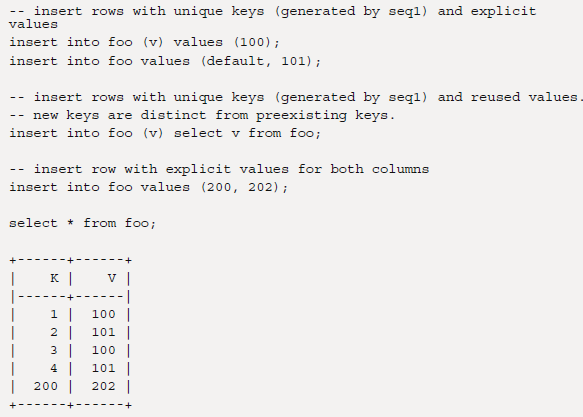 -- insert rows with unique keys (generated by seq1) and explicit
values
insert into foo (v) values (100);
insert into foo values (default, 101);
-- insert rows with unique keys (generated by seq1) and reused values.
-- new keys are distinct from preexisting keys.
insert into foo (v) select v from foo;
-- insert row with explicit values for both columns
insert into foo values (200, 202);
select * from foo;
+------+------+
|    K |    V |
|------+------|
|    1 |  100 |
|    2 |  101 |
|    3 |  100 |
|    4 |  101 |
|  200 |  202 |
+------+------+